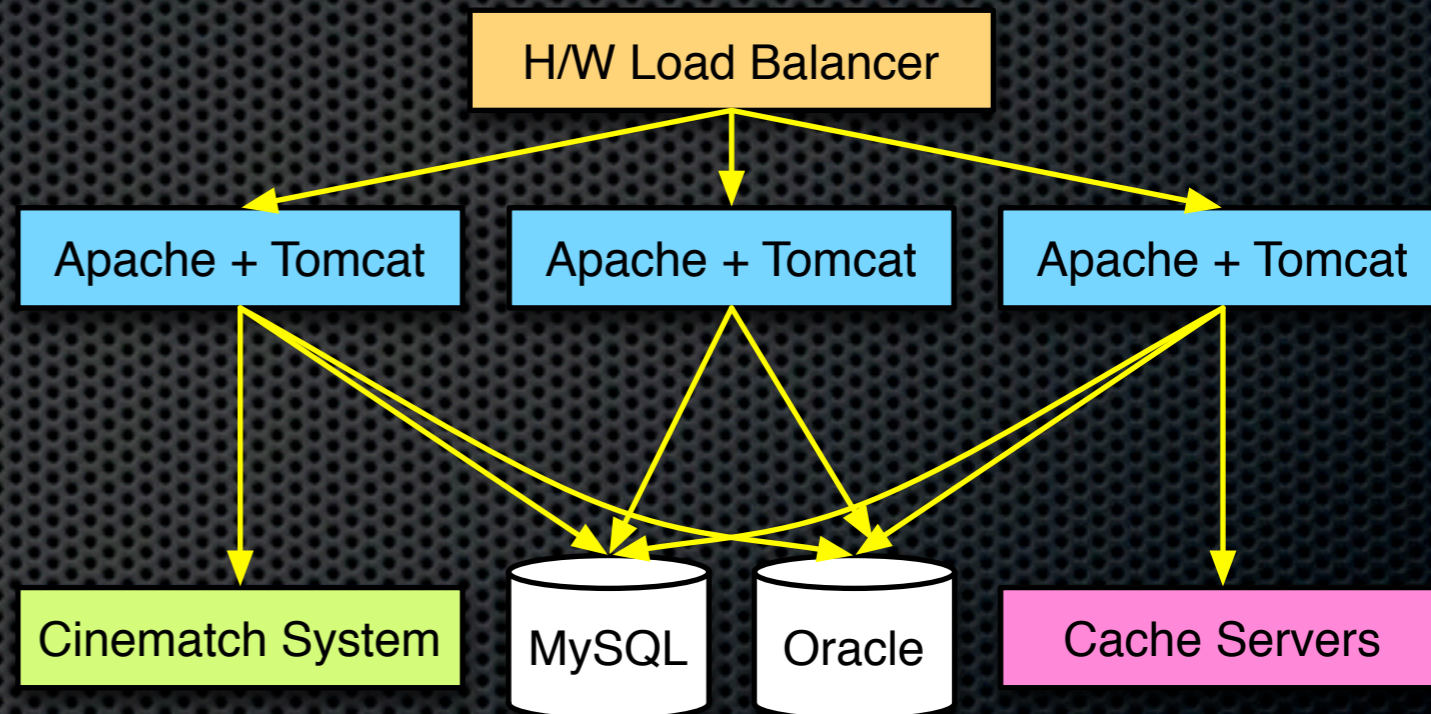 H/W Load Balancer
Apache + Tomcat
Apache + Tomcat
Apache + Tomcat
Cinematch System
MySQL
Oracle
Cache Servers